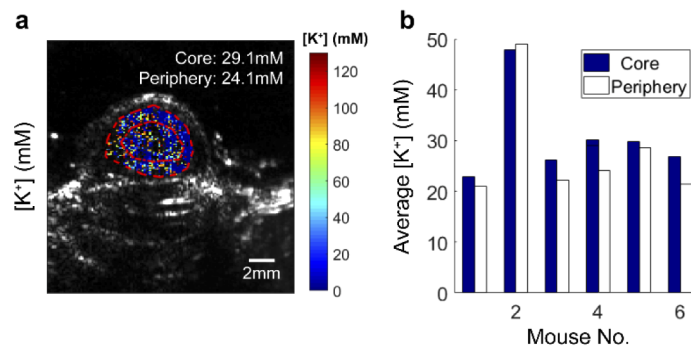 a
[K⁺] (mM)
Core: 29.1mM
Periphery: 24.1mM
[K⁺] (mM)
2mm
120
100
80
60
40
20
0
b
Average [K⁺] (mM)
50
40
30
20
10
0
Core
Periphery
2
4
6
Mouse No.